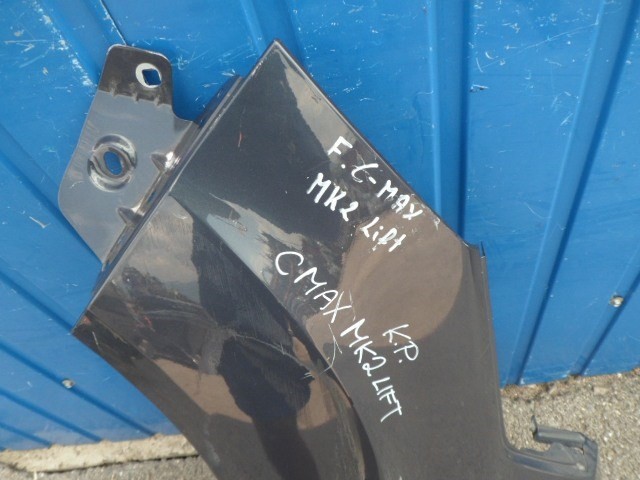 F. C-MAX
MK2 Lift
C MAX MK2 LIFT
K.P.